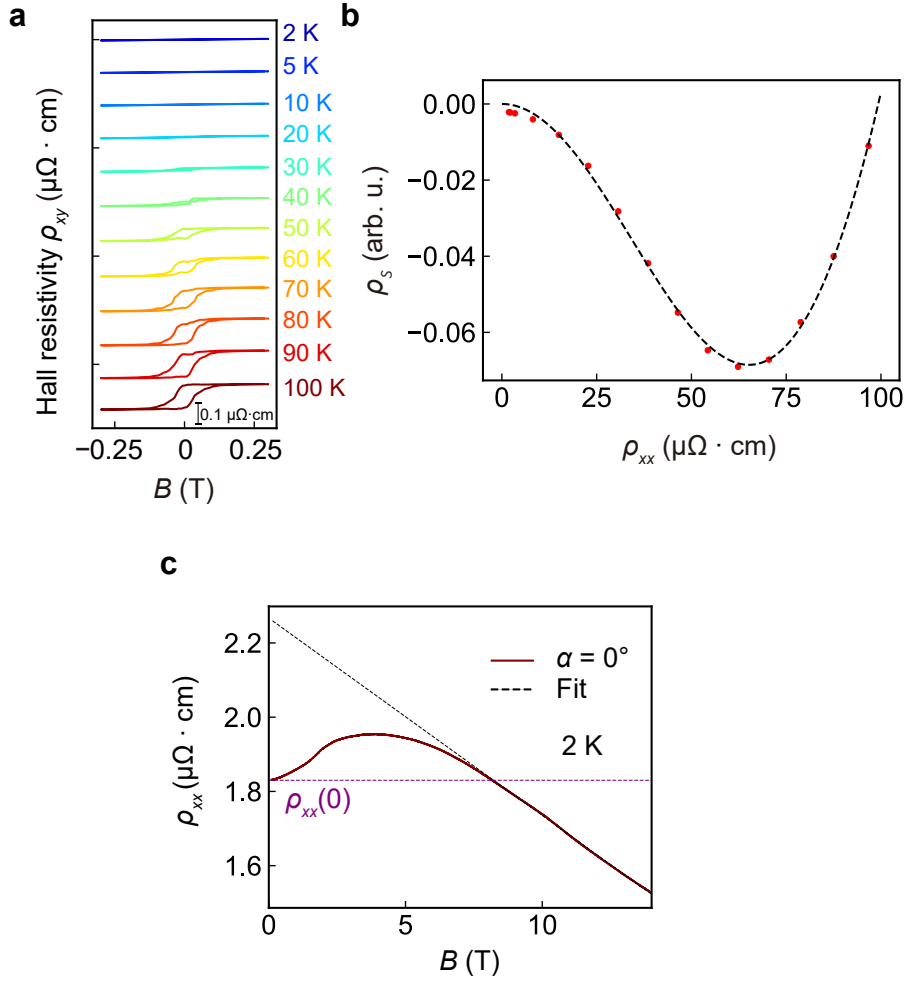 a
Hall resistivity ρxy (μΩ · cm)
2 K
5 K
10 K
20 K
30 K
40 K
50 K
60 K
70 K
80 K
90 K
100 K
0.1 μΩ·cm
−0.25
0
0.25
B (T)
b
ρs (arb. u.)
0.00
−0.02
−0.04
−0.06
0
25
50
75
100
ρxx (μΩ · cm)
c
ρxx (μΩ · cm)
2.2
2.0
1.8
1.6
α = 0°
Fit
2 K
ρxx(0)
0
5
10
B (T)